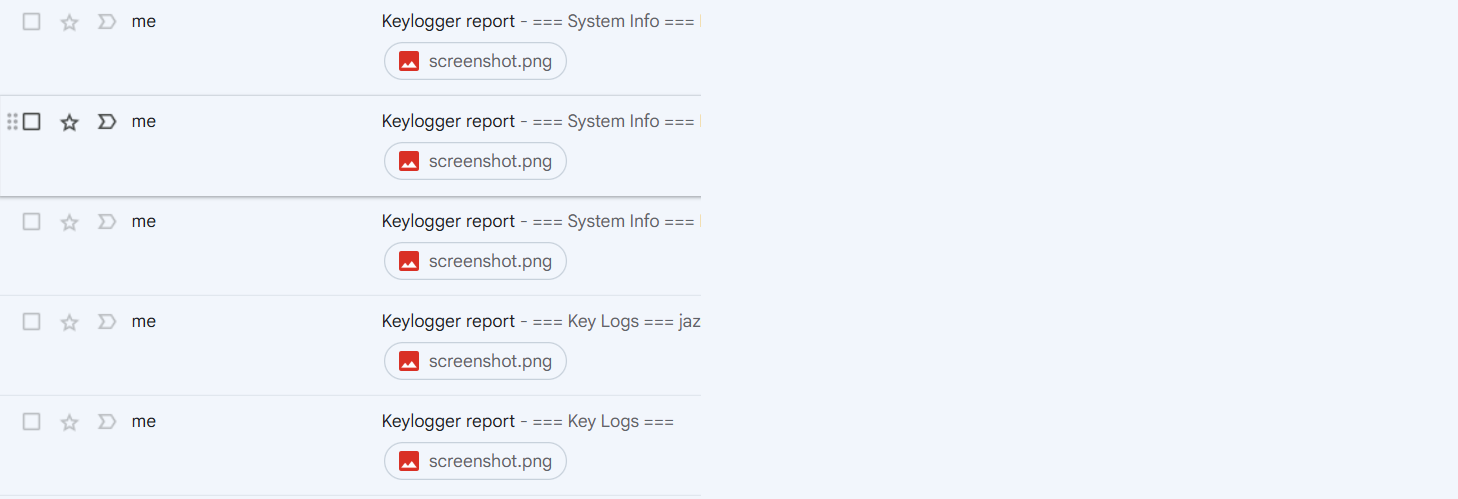 me Keylogger report - === System Info ===
screenshot.png
me Keylogger report - === System Info ===
screenshot.png
me Keylogger report - === System Info ===
screenshot.png
me Keylogger report - === Key Logs === jaz
screenshot.png
me Keylogger report - === Key Logs ===
screenshot.png